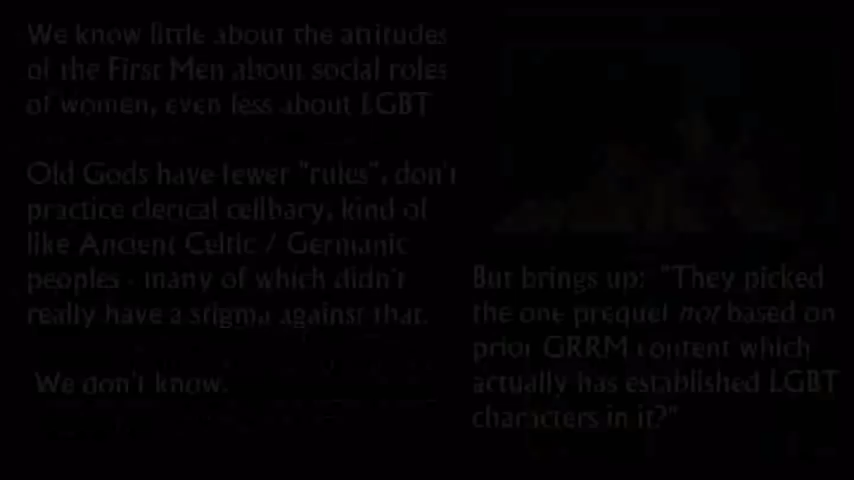 We know little about the attitudes
of the First Men about social roles
of women, even less about LGBT
Old Gods have fewer "rules", don't
practice clerical celibacy, kind of
like Ancient Celtic / Germanic
peoples - many of which didn't
really have a stigma against that.
We don't know.
But brings up: "They picked
the one prequel not based on
prior GRRM content which
actually has established LGBT
characters in it?"